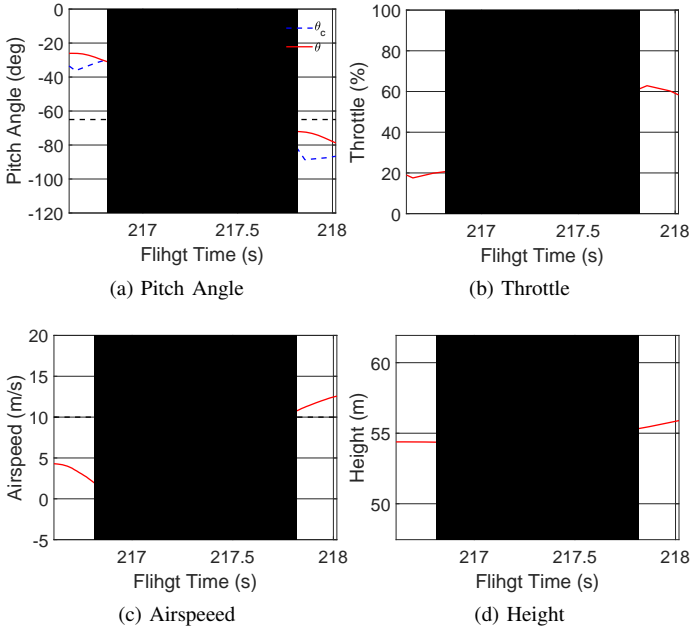 0
-20
-40
-60
-80
-100
-120
Pitch Angle (deg)
θc
θ
217
217.5
218
Flihgt Time (s)
(a) Pitch Angle
100
80
60
40
20
0
Throttle (%)
217
217.5
218
Flihgt Time (s)
(b) Throttle
20
15
10
5
0
-5
Airspeed (m/s)
217
217.5
218
Flihgt Time (s)
(c) Airspeeed
60
55
50
Height (m)
217
217.5
218
Flihgt Time (s)
(d) Height